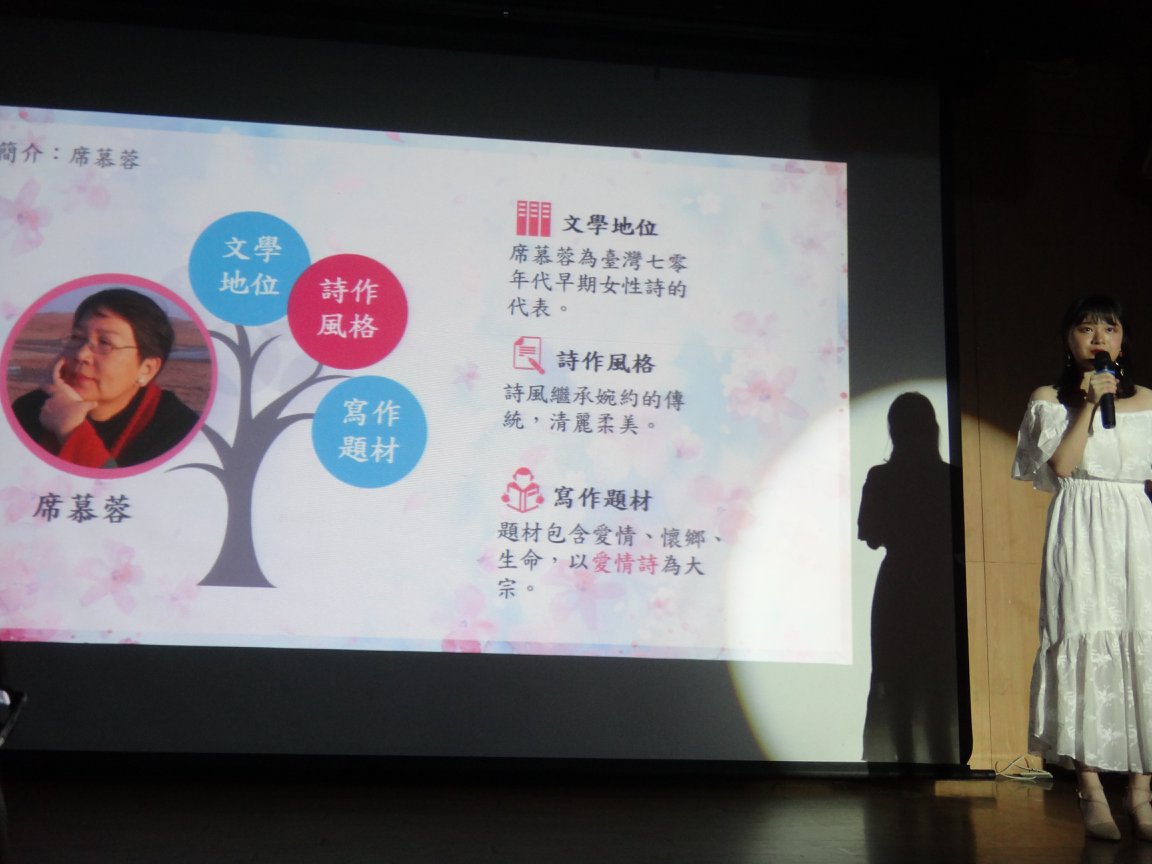 簡介：席慕蓉
文學
地位
詩作
風格
寫作
題材
席慕蓉
文學地位
席慕蓉為臺灣七零
年代早期女性詩的
代表。
詩作風格
詩風繼承婉約的傳
統，清麗柔美。
寫作題材
題材包含愛情、懷鄉、
生命，以愛情詩為大
宗。